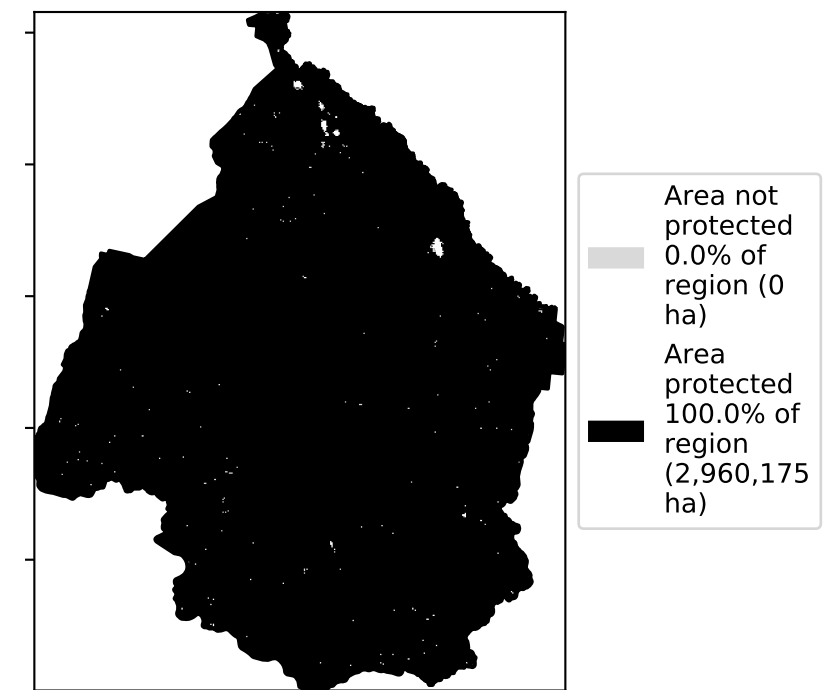 Area not
protected
0.0% of
region (0
ha)
Area
protected
100.0% of
region
(2,960,175
ha)